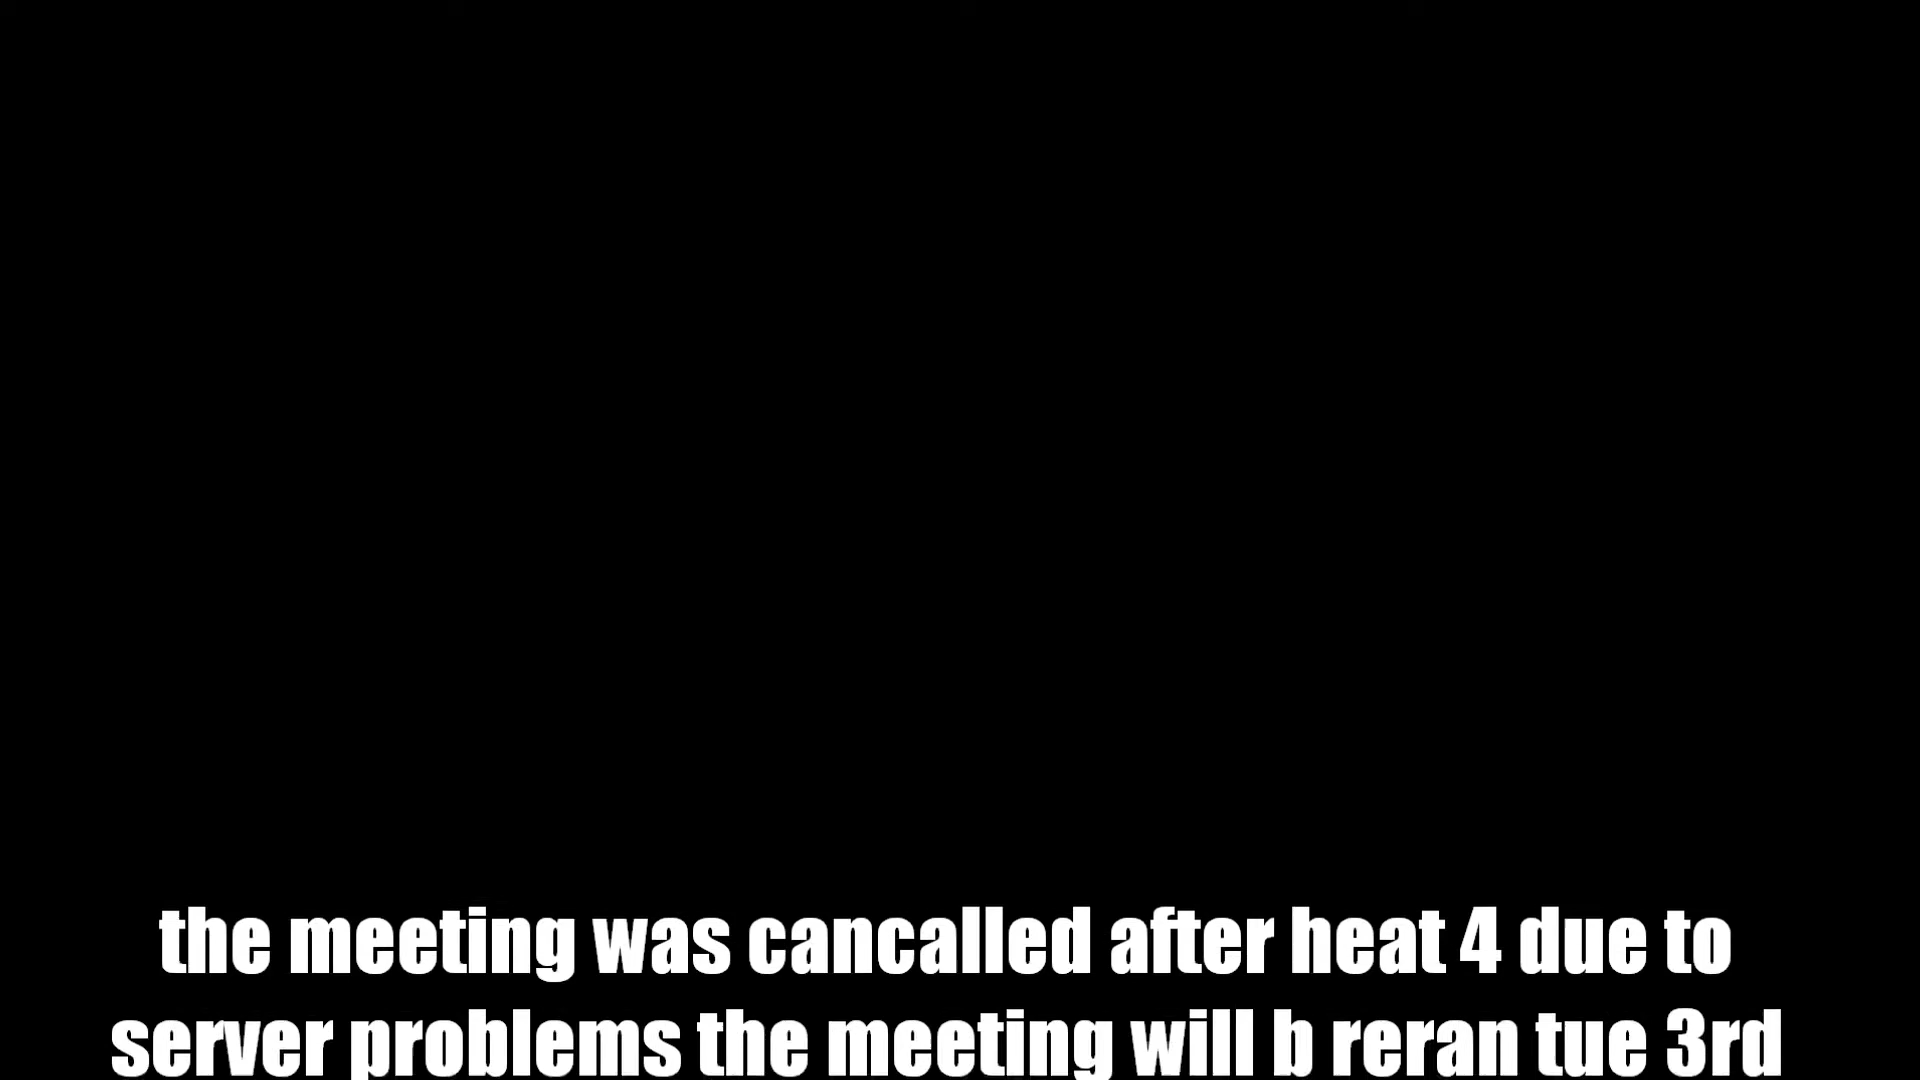 the meeting was cancalled after heat 4 due to
server problems the meeting will b reran tue 3rd